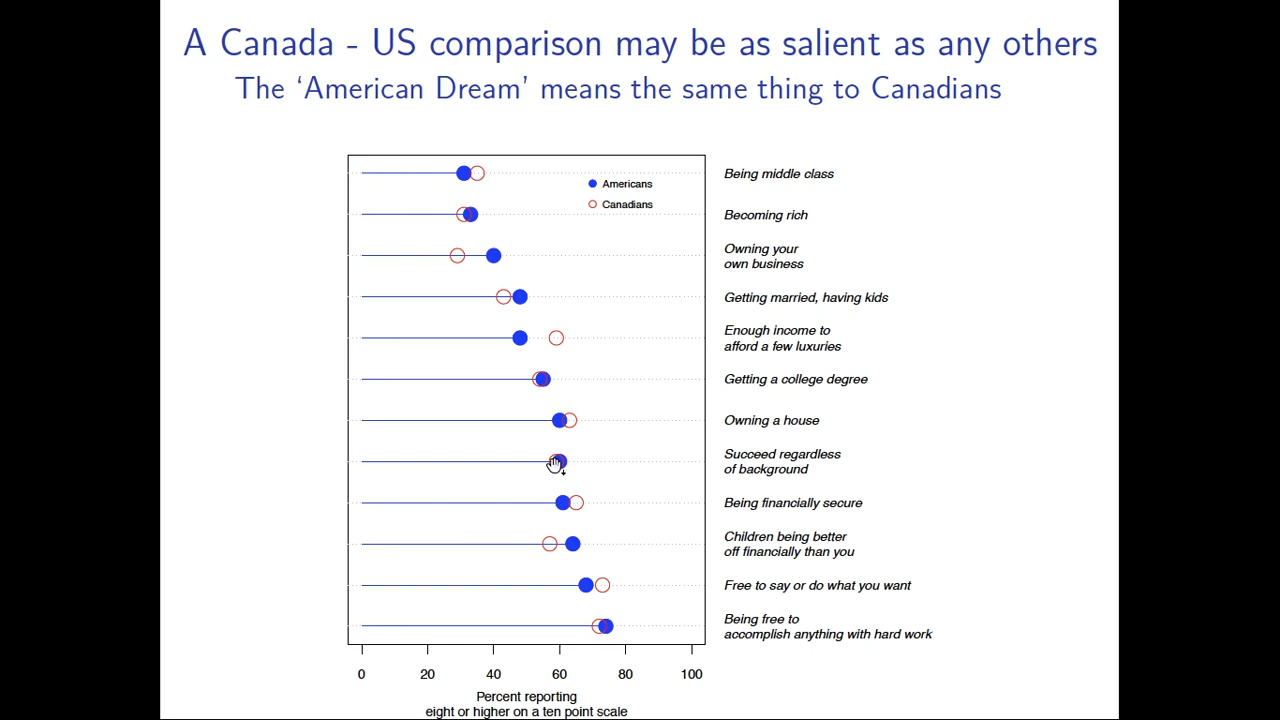 A Canada - US comparison may be as salient as any others
The ‘American Dream’ means the same thing to Canadians
Americans
Canadians
Being middle class
Becoming rich
Owning your
own business
Getting married, having kids
Enough income to
afford a few luxuries
Getting a college degree
Owning a house
Succeed regardless
of background
Being financially secure
Children being better
off financially than you
Free to say or do what you want
Being free to
accomplish anything with hard work
0 20 40 60 80 100
Percent reporting
eight or higher on a ten point scale